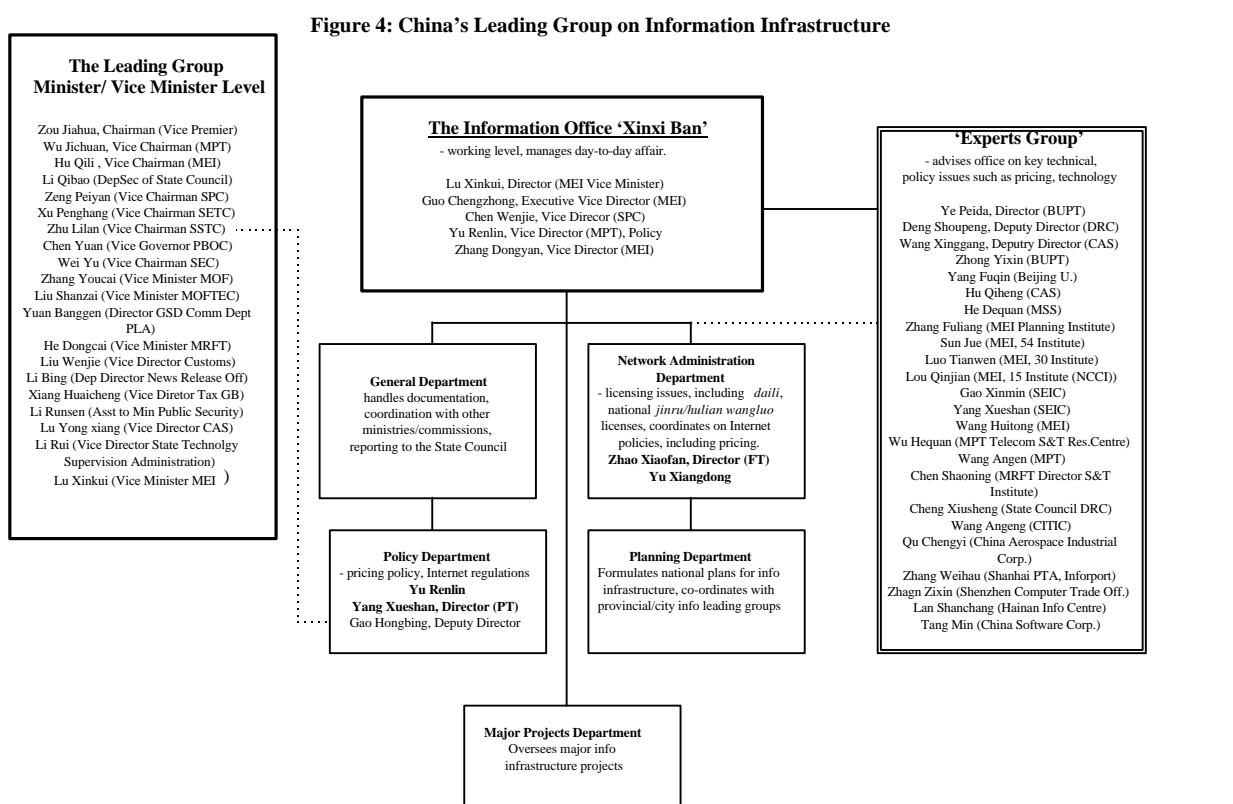 Figure 4: China's Leading Group on Information Infrastructure
The Leading Group
Minister/ Vice Minister Level
Zou Jiahua, Chairman (Vice Premier)
Wu Jichuan, Vice Chairman (MPT)
Hu Qili , Vice Chairman (MEI)
Li Qibao (DepSec of State Council)
Zeng Peiyan (Vice Chairman SPC)
Xu Penghang (Vice Chairman SETC)
Zhu Lilan (Vice Chairman SSTC)
Chen Yuan (Vice Governor PBOC)
Wei Yu (Vice Chairman SEC)
Zhang Youcai (Vice Minister MOF)
Liu Shanzai (Vice Minister MOFTEC)
Yuan Banggen (Director GSD Comm Dept
PLA)
He Dongcai (Vice Minister MRFT)
Liu Wenjie (Vice Director Customs)
Li Bing (Dep Director News Release Off)
Xiang Huaicheng (Vice Diretor Tax GB)
Li Runsen (Asst to Min Public Security)
Lu Yong xiang (Vice Director CAS)
Li Rui (Vice Director State Technolgy
Supervision Administration)
Lu Xinkui (Vice Minister MEI )
The Information Office 'Xinxi Ban'
- working level, manages day-to-day affair.
Lu Xinkui, Director (MEI Vice Minister)
Guo Chengzhong, Executive Vice Director (MEI)
Chen Wenjie, Vice Direcor (SPC)
Yu Renlin, Vice Director (MPT), Policy
Zhang Dongyan, Vice Director (MEI)
'Experts Group'
- advises office on key technical,
policy issues such as pricing, technology
Ye Peida, Director (BUPT)
Deng Shoupeng, Deputy Director (DRC)
Wang Xinggang, Deputry Director (CAS)
Zhong Yixin (BUPT)
Yang Fuqin (Beijing U.)
Hu Qiheng (CAS)
He Dequan (MSS)
Zhang Fuliang (MEI Planning Institute)
Sun Jue (MEI, 54 Institute)
Luo Tianwen (MEI, 30 Institute)
Lou Qinjian (MEI, 15 Institute (NCCI))
Gao Xinmin (SEIC)
Yang Xueshan (SEIC)
Wang Huitong (MEI)
Wu Hequan (MPT Telecom S&T Res.Centre)
Wang Angen (MPT)
Chen Shaoning (MRFT Director S&T
Institute)
Cheng Xiusheng (State Council DRC)
Wang Angeng (CITIC)
Qu Chengyi (China Aerospace Industrial
Corp.)
Zhang Weihau (Shanhai PTA, Inforport)
Zhagn Zixin (Shenzhen Computer Trade Off.)
Lan Shanchang (Hainan Info Centre)
Tang Min (China Software Corp.)
General Department
handles documentation,
coordination with other
ministries/commissions,
reporting to the State Council
Network Administration
Department
- licensing issues, including daili,
national jinru/hulian wangluo
licenses, coordinates on Internet
policies, including pricing.
Zhao Xiaofan, Director (FT)
Yu Xiangdong
Policy Department
- pricing policy, Internet regulations
Yu Renlin
Yang Xueshan, Director (PT)
Gao Hongbing, Deputy Director
Planning Department
Formulates national plans for info
infrastructure, co-ordinates with
provincial/city info leading groups
Major Projects Department
Oversees major info
infrastructure projects